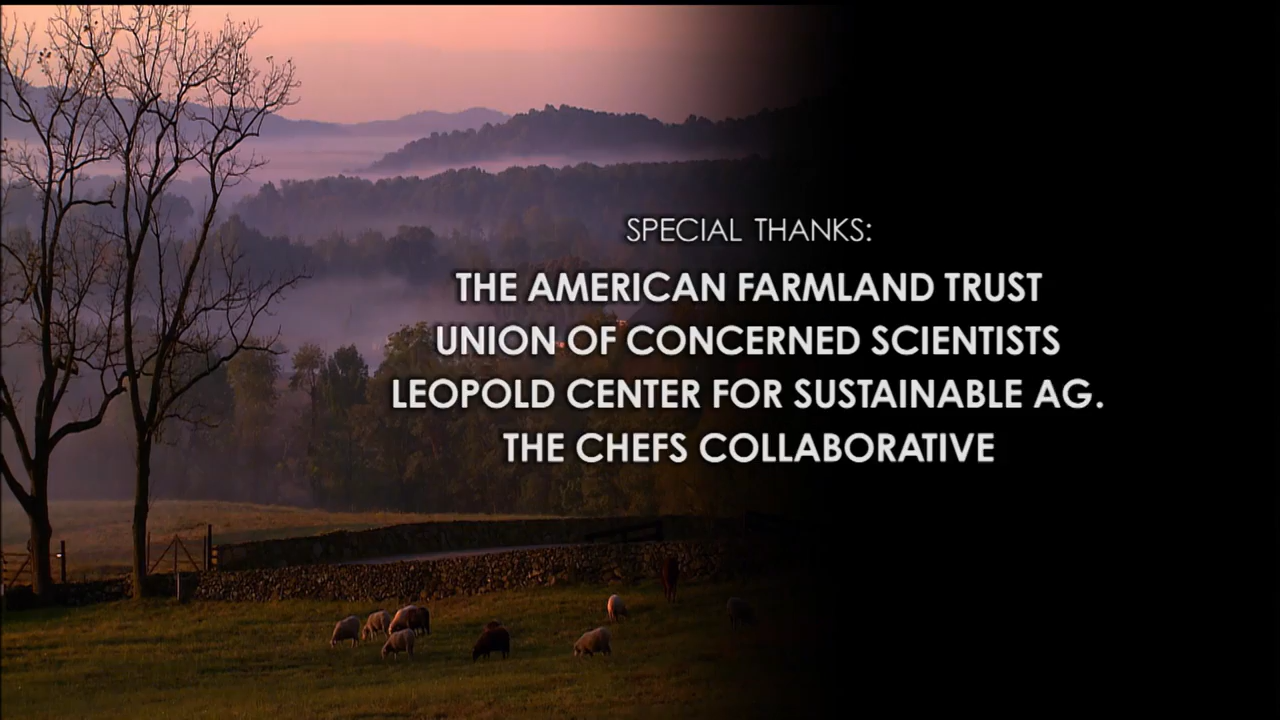 SPECIAL THANKS:
THE AMERICAN FARMLAND TRUST
UNION OF CONCERNED SCIENTISTS
LEOPOLD CENTER FOR SUSTAINABLE AG.
THE CHEFS COLLABORATIVE